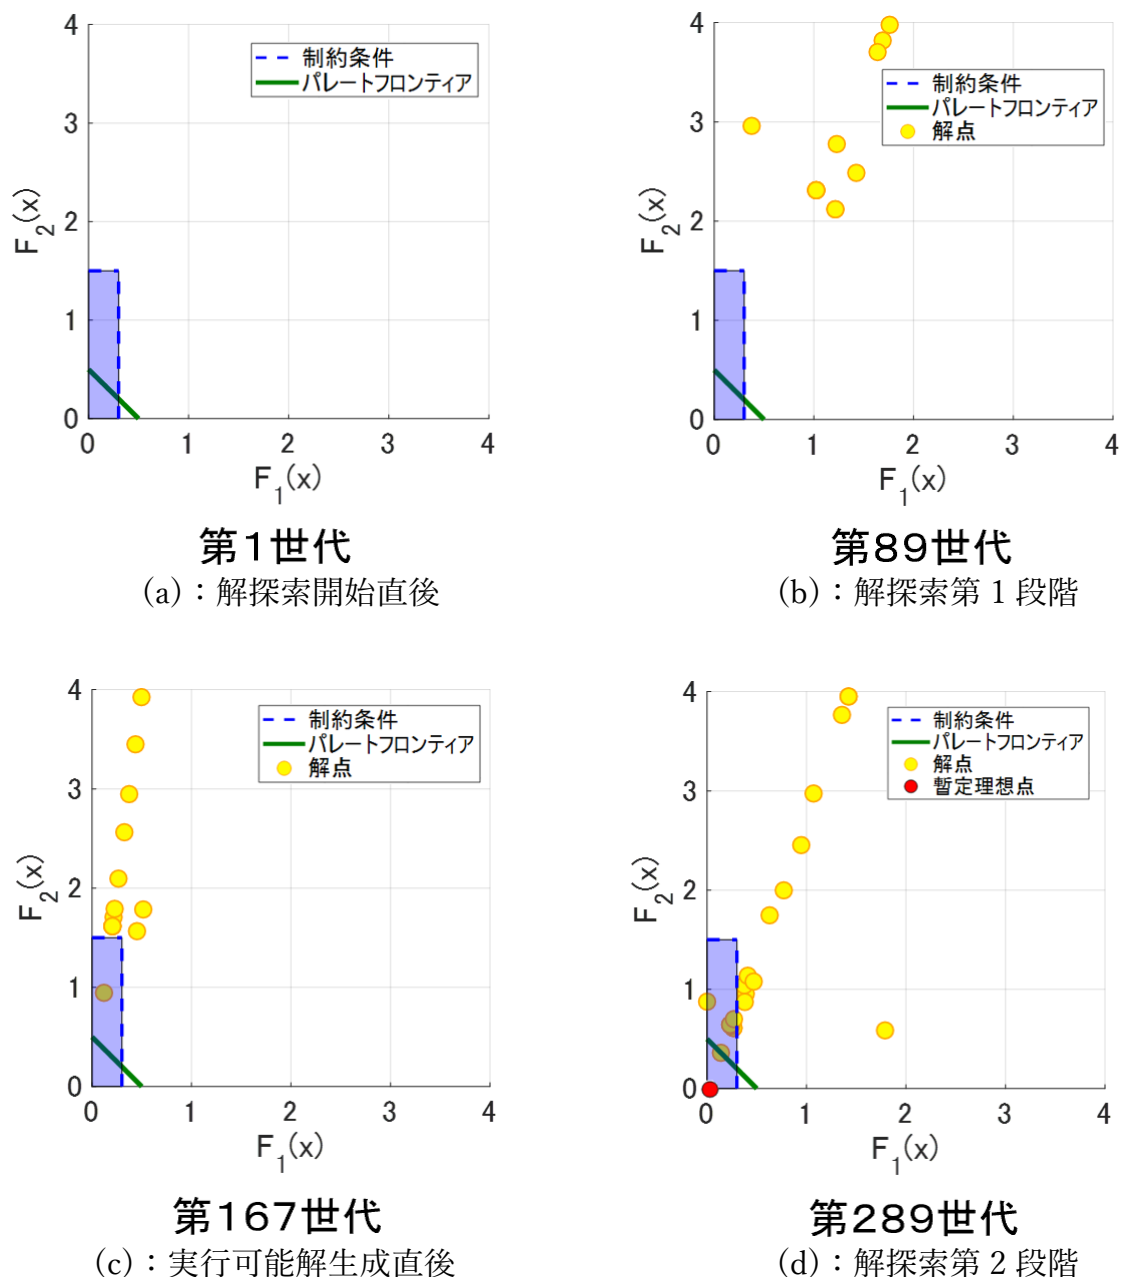 4
3
2
1
0
0
1
2
3
4
F2(x)
F1(x)
制約条件
パレートフロンティア
第1世代
(a)：解探索開始直後
4
3
2
1
0
0
1
2
3
4
F2(x)
F1(x)
制約条件
パレートフロンティア
解点
第89世代
(b)：解探索第 1 段階
4
3
2
1
0
0
1
2
3
4
F2(x)
F1(x)
制約条件
パレートフロンティア
解点
第167世代
(c)：実行可能解生成直後
4
3
2
1
0
0
1
2
3
4
F2(x)
F1(x)
制約条件
パレートフロンティア
解点
暫定理想点
第289世代
(d)：解探索第 2 段階